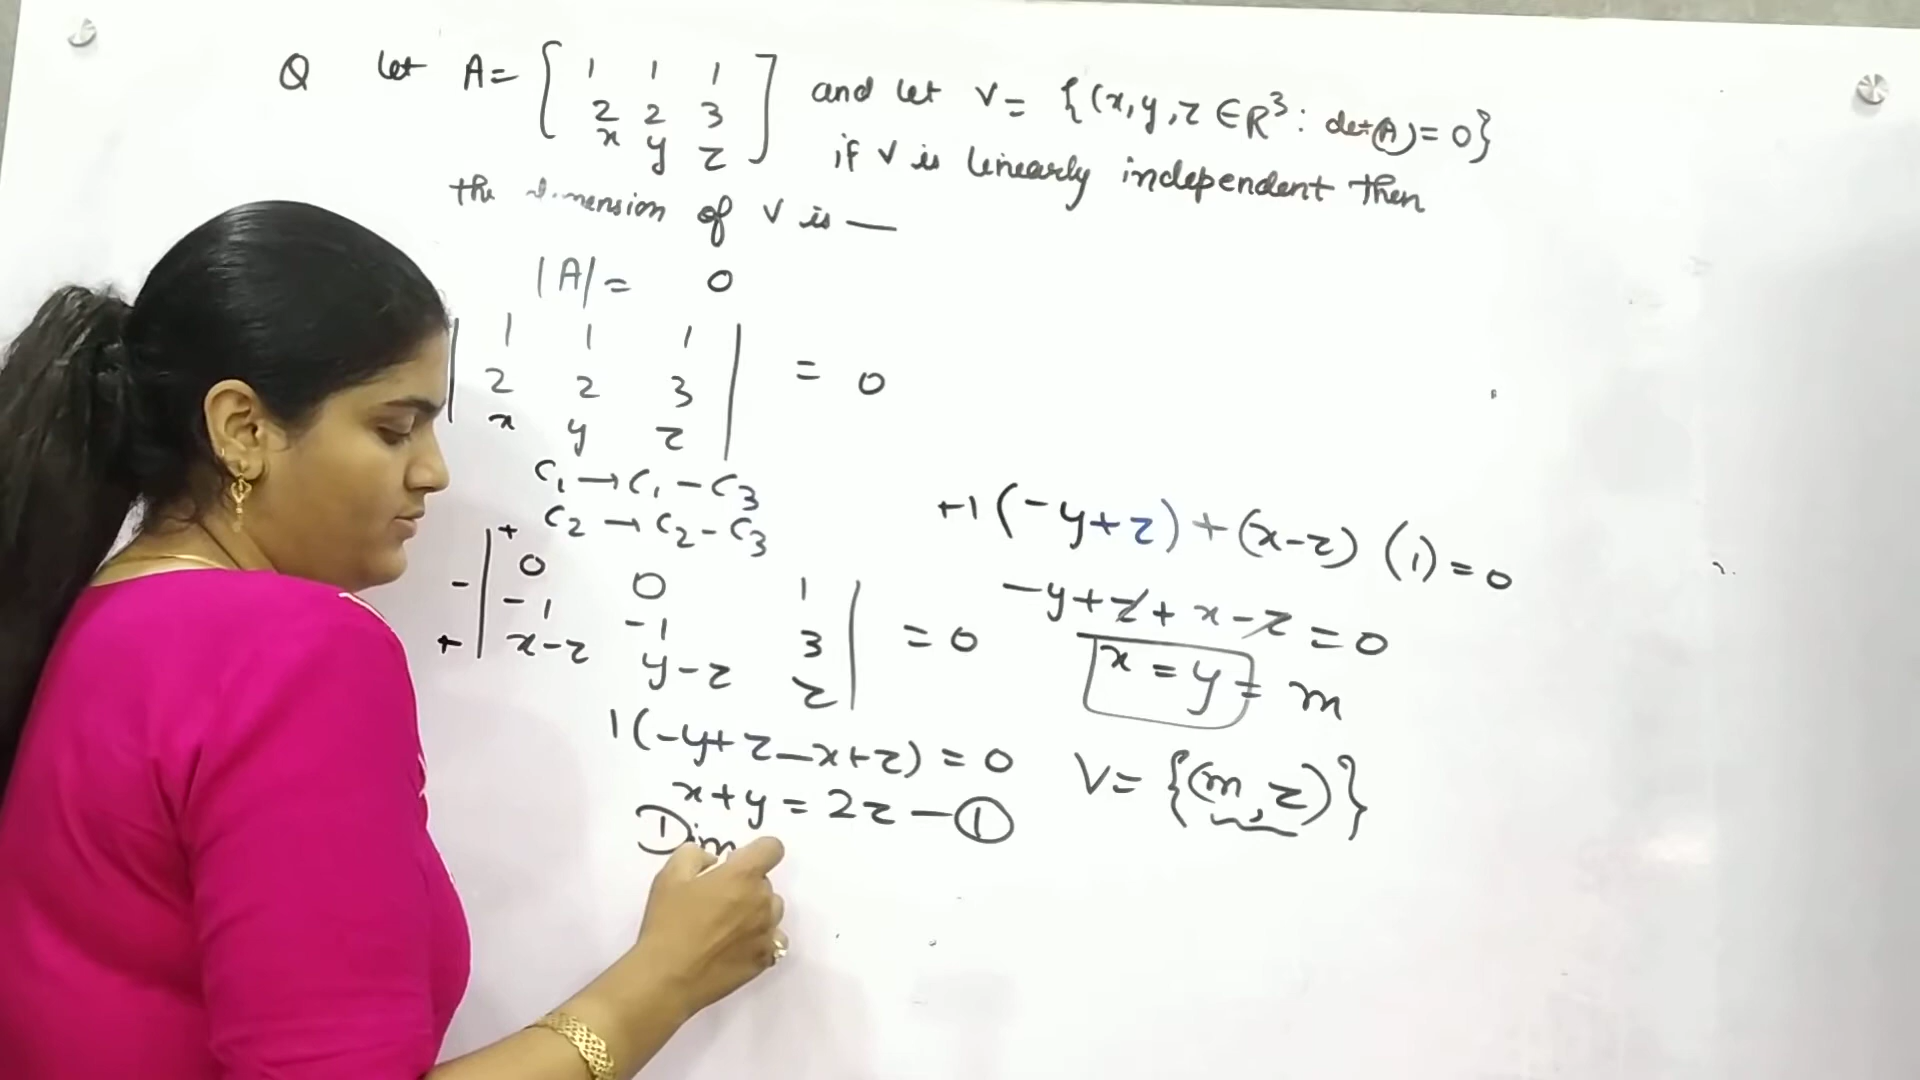 Q let A = [ 1 1 1 and let V = {(x, y, z ∈ R³ : det(A) = 0}
2 2 3
x y z ] if V is linearly independent then
the dimension of V is —
|A| = 0
| 1 1 1
2 2 3 | = 0
x y z
C₁ → C₁ - C₃
C₂ → C₂ - C₃
+
- | 0 0 1
-1 -1 3 | = 0
+ x-z y-z z
1(-y+z-x+z) = 0
x+y = 2z - ①
Dim
+1(-y+z) + (x-z) (1) = 0
-y+z+x-z = 0
x = y = m
V = {(m, z)}